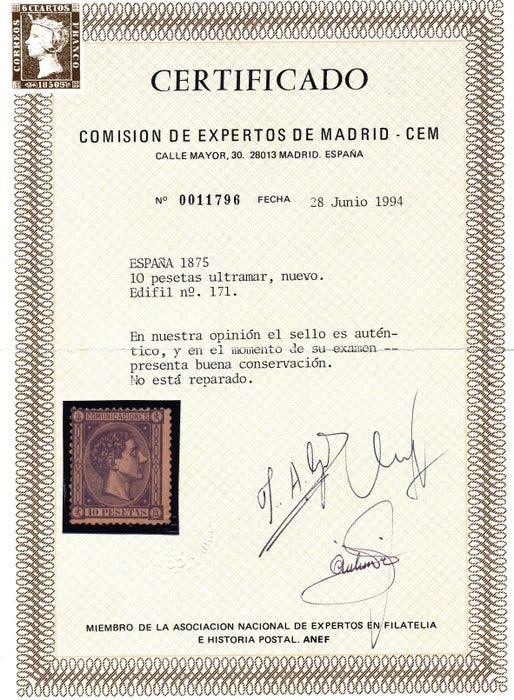 6 CUARTOS
CORREOS
FRANCO
1850
CERTIFICADO
COMISION DE EXPERTOS DE MADRID - CEM
CALLE MAYOR, 30. 28013 MADRID. ESPAÑA
Nº 0011796 FECHA 28 Junio 1994
ESPAÑA 1875
10 pesetas ultramar, nuevo.
Edifil nº. 171.
En nuestra opinión el sello es autén-
tico, y en el momento de su examen --
presenta buena conservación.
No está reparado.
COMUNICACIONES
10 PESETAS
MIEMBRO DE LA ASOCIACION NACIONAL DE EXPERTOS EN FILATELIA
E HISTORIA POSTAL. ANEF